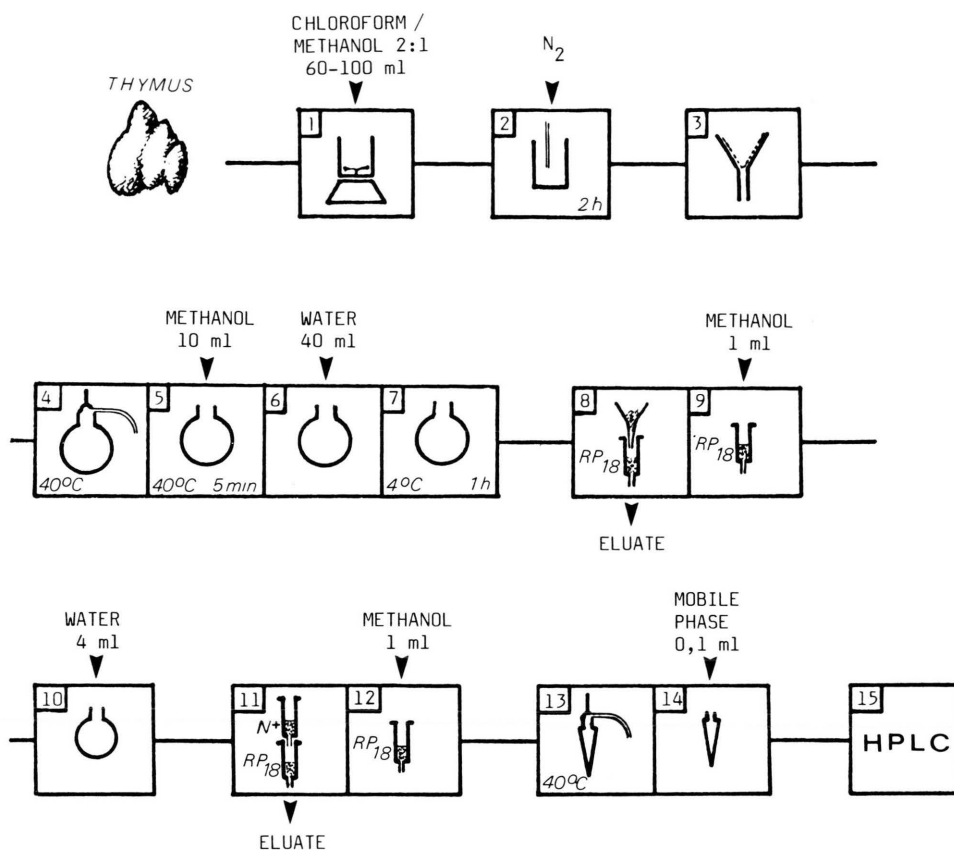 CHLOROFORM /
METHANOL 2:1
60-100 ml
N2
THYMUS
1
2
2h
3
METHANOL
10 ml
WATER
40 ml
METHANOL
1 ml
4
40°C
5
40°C 5min
6
7
4°C 1h
8
RP18
9
RP18
ELUATE
WATER
4 ml
METHANOL
1 ml
MOBILE
PHASE
0,1 ml
10
11
N+
RP18
12
RP18
13
40°C
14
15
HPLC
ELUATE